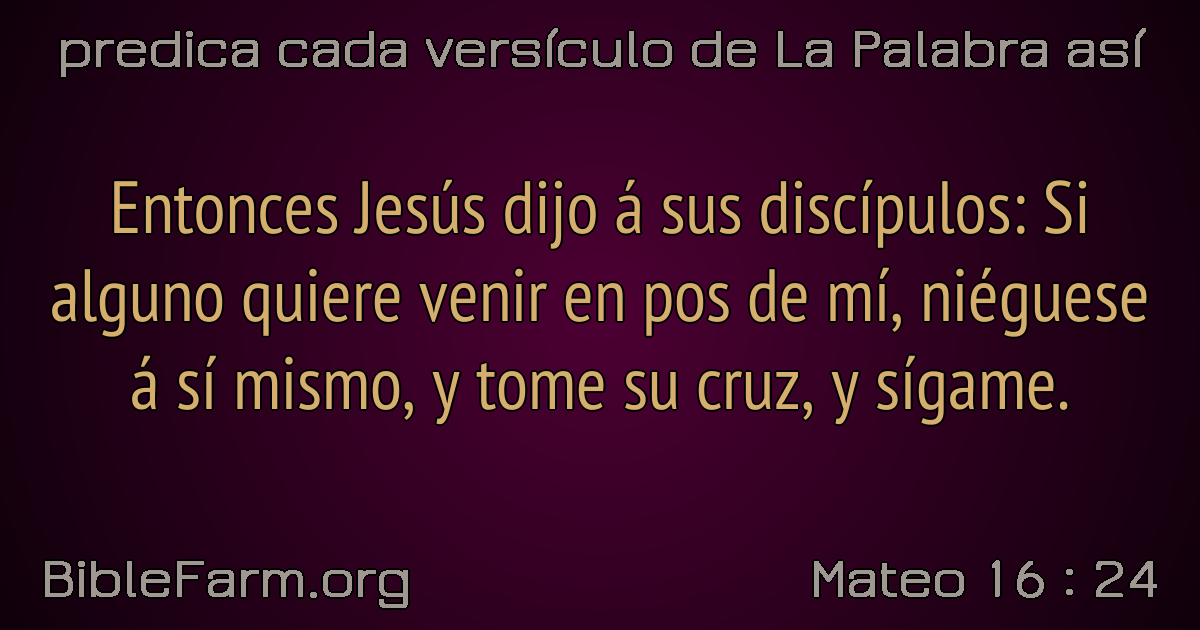 predica cada versículo de La Palabra así
Entonces Jesús dijo á sus discípulos: Si
alguno quiere venir en pos de mí, niéguese
á sí mismo, y tome su cruz, y sígame.
BibleFarm.org
Mateo 16 : 24